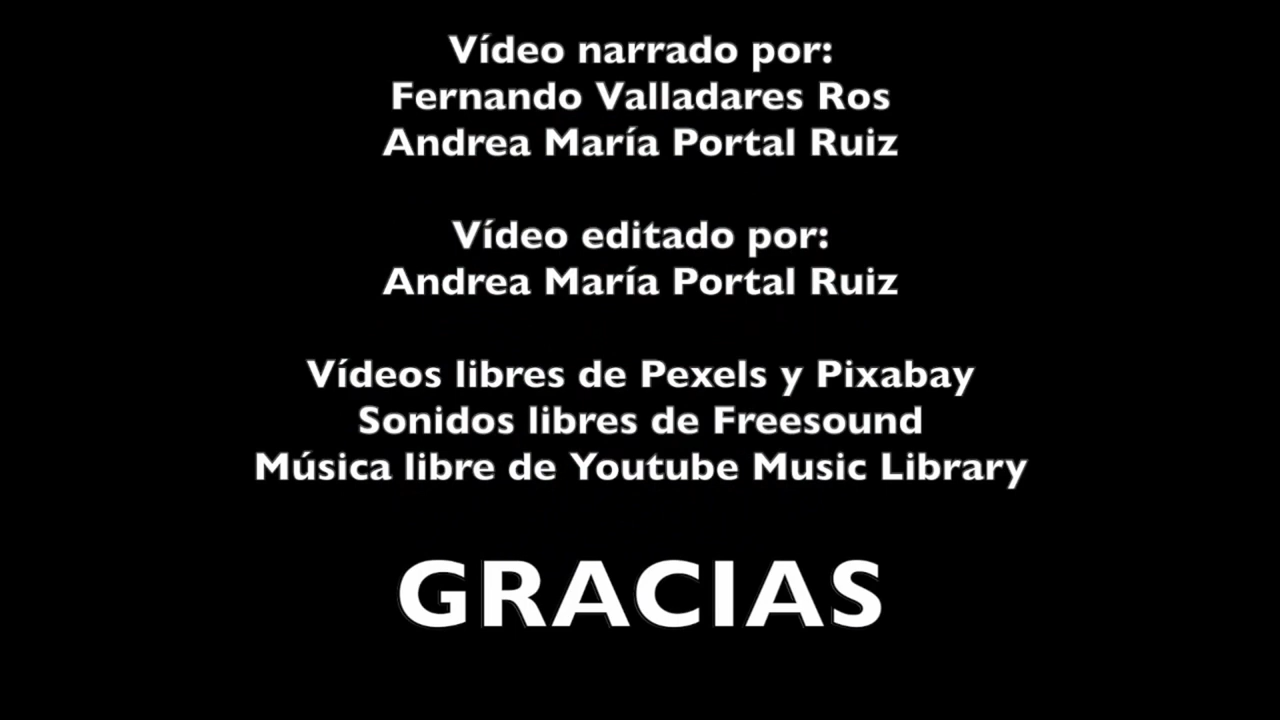 Vídeo narrado por:
Fernando Valladares Ros
Andrea María Portal Ruiz
Vídeo editado por:
Andrea María Portal Ruiz
Vídeos libres de Pexels y Pixabay
Sonidos libres de Freesound
Música libre de Youtube Music Library
GRACIAS